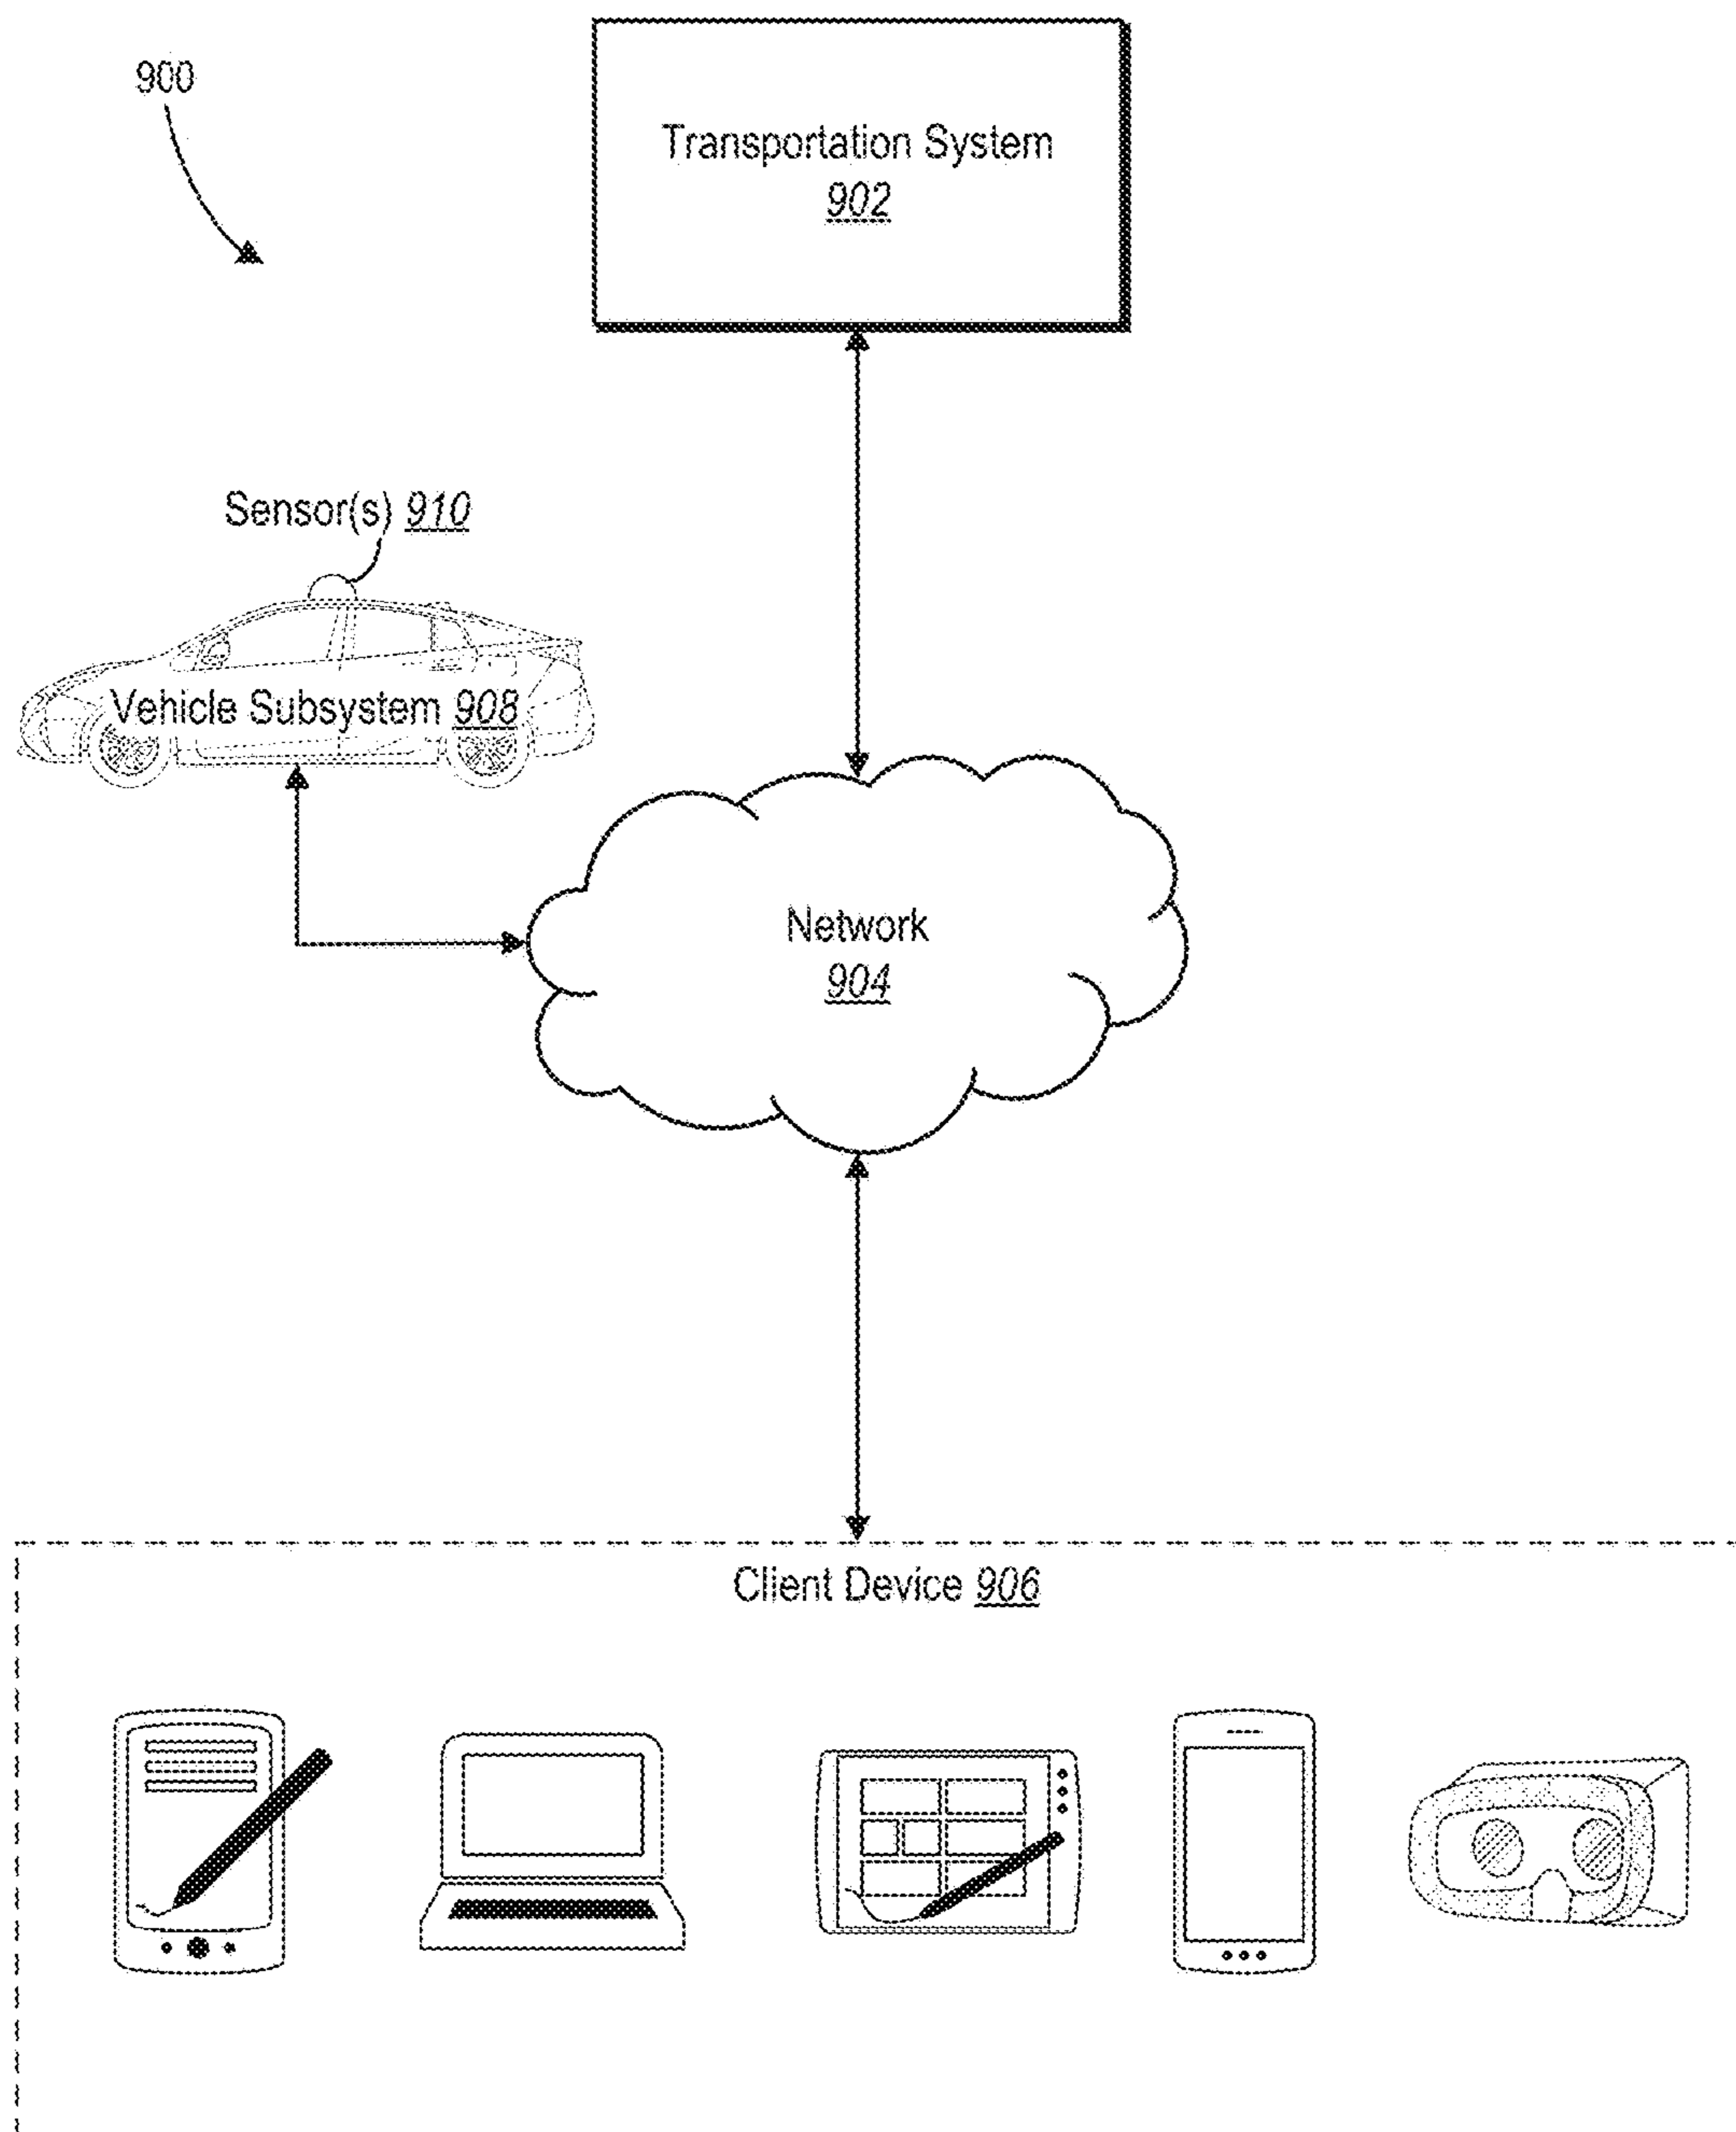 900
Transportation System
902
Sensor(s) 910
Vehicle Subsystem 908
Network
904
Client Device 906